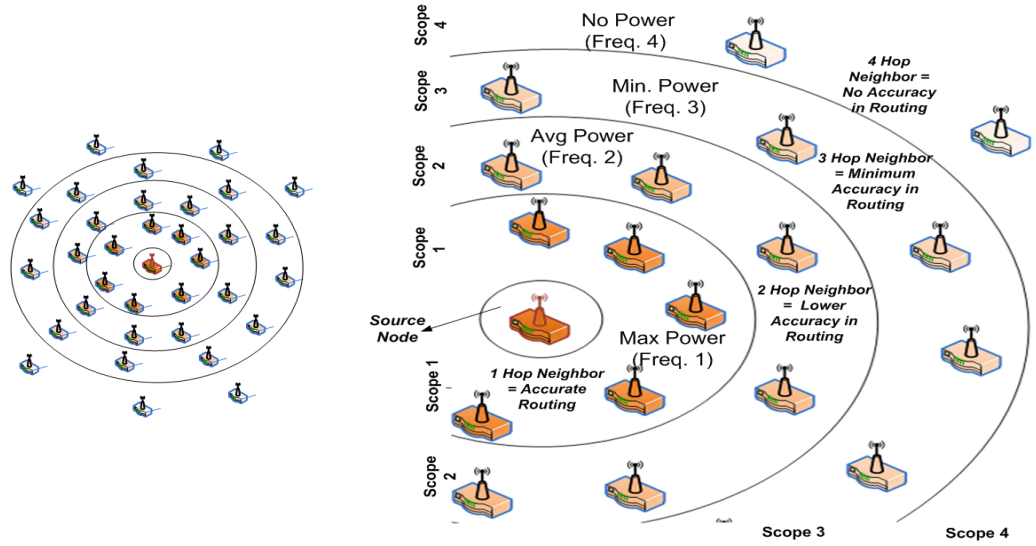 Scope
4
No Power
(Freq. 4)
4 Hop
Neighbor =
No Accuracy
in Routing
Scope
3
Min. Power
(Freq. 3)
Scope
2
Avg Power
(Freq. 2)
3 Hop Neighbor
= Minimum
Accuracy in
Routing
Scope
1
2 Hop Neighbor
= Lower
Accuracy in
Routing
Source
Node
Max Power
(Freq. 1)
Scope 1
1 Hop Neighbor
= Accurate
Routing
Scope
2
Scope 3
Scope 4